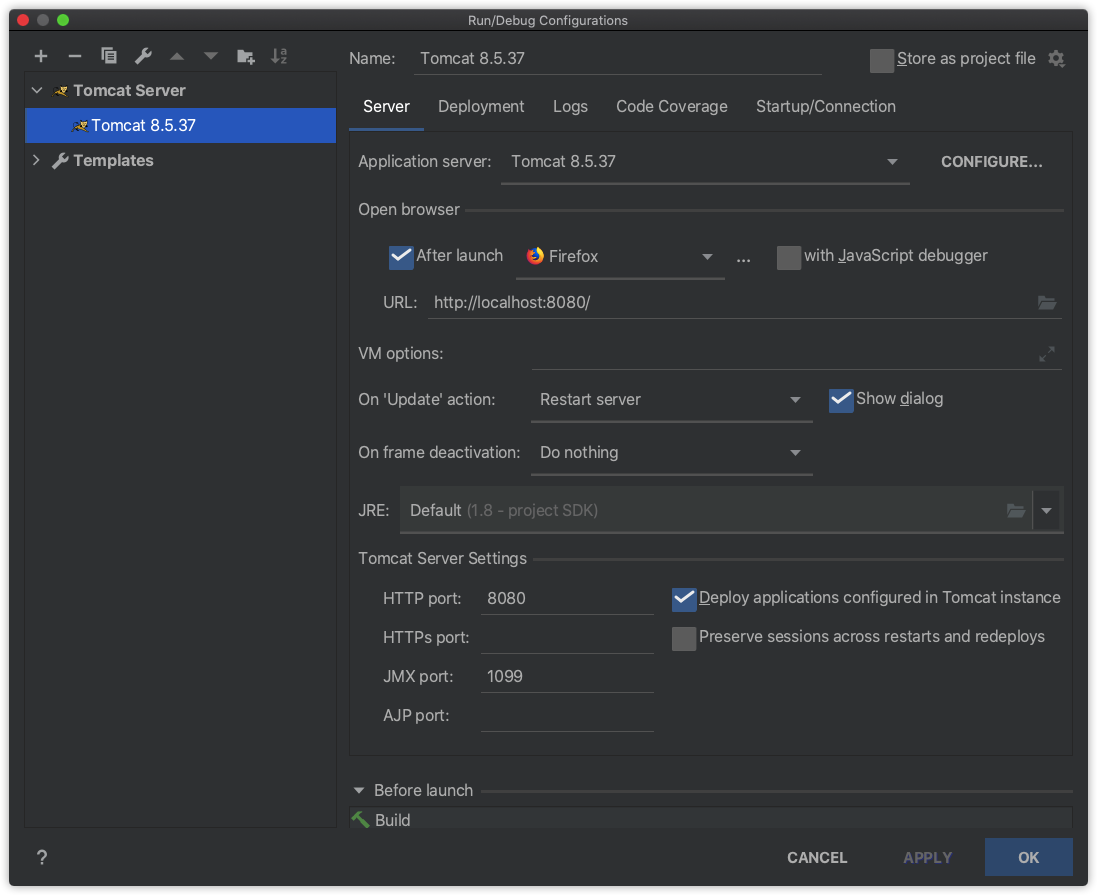 Run/Debug Configurations
Name: Tomcat 8.5.37 Store as project file
Tomcat Server
Tomcat 8.5.37
Templates
Server Deployment Logs Code Coverage Startup/Connection
Application server: Tomcat 8.5.37 CONFIGURE...
Open browser
After launch Firefox ... with JavaScript debugger
URL: http://localhost:8080/
VM options:
On 'Update' action: Restart server Show dialog
On frame deactivation: Do nothing
JRE: Default (1.8 - project SDK)
Tomcat Server Settings
HTTP port: 8080 Deploy applications configured in Tomcat instance
HTTPs port: Preserve sessions across restarts and redeploys
JMX port: 1099
AJP port:
Before launch
Build
? CANCEL APPLY OK